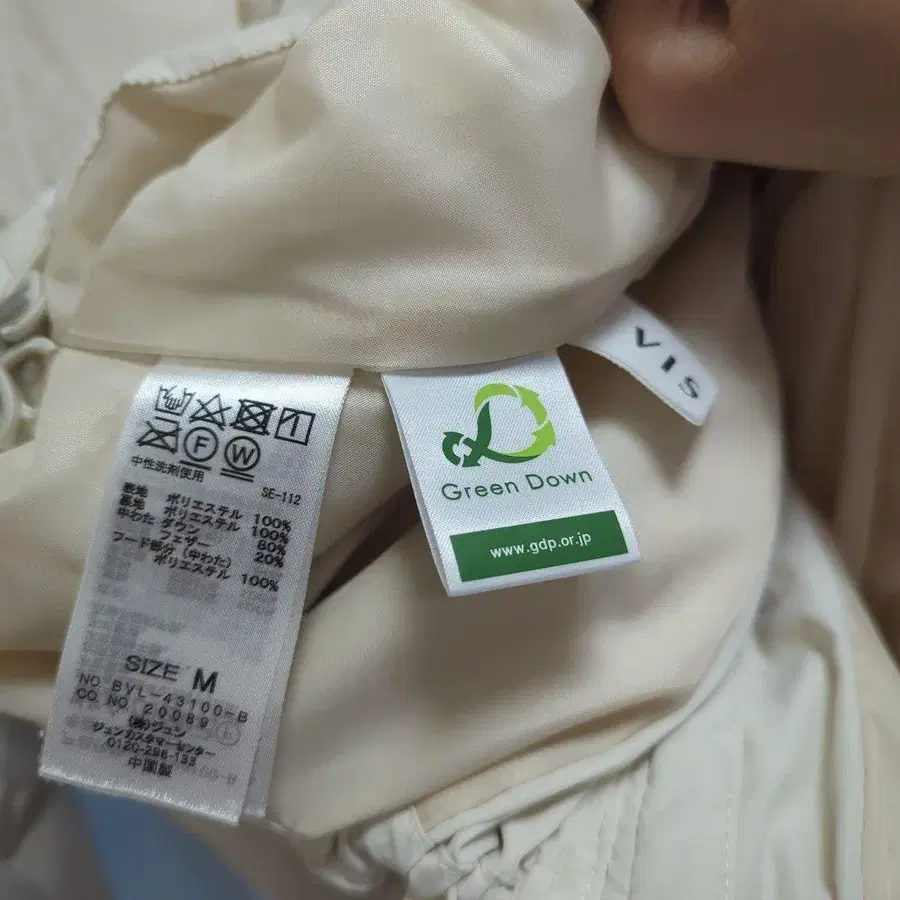 F
W
中性洗剤使用
SE-112
表地 ポリエステル 100%
裏地 ポリエステル 100%
中わた ダウン 80%
フェザー 20%
フード部分(中わた)
ポリエステル 100%
SIZE M
NO. BVL-43100-B
CO.NO. 20089 b
(株)ジュン
ジュンカスタマーセンター
0120-298-133
中国製
Green Down
www.gdp.or.jp
VIS